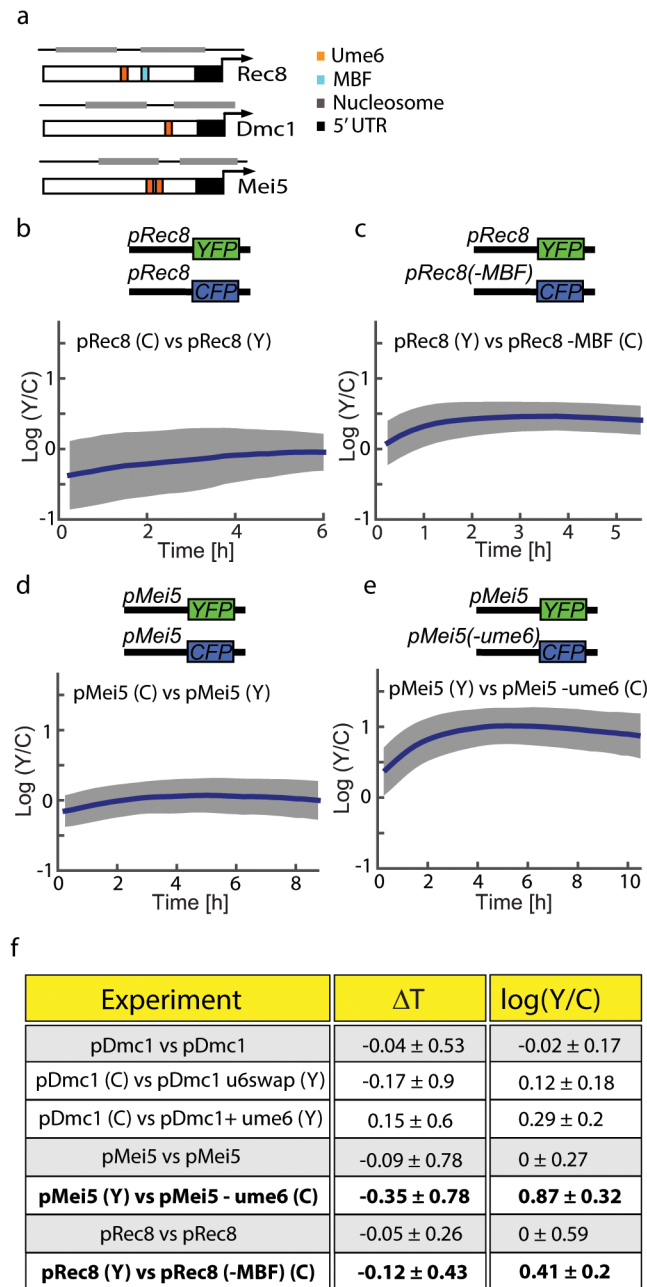 a
Rec8
Dmc1
Mei5
Ume6
MBF
Nucleosome
5' UTR
b
pRec8
YFP
pRec8
CFP
pRec8 (C) vs pRec8 (Y)
Log (Y/C)
1
0
-1
0 2 4 6
Time [h]
c
pRec8
YFP
pRec8(-MBF)
CFP
pRec8 (Y) vs pRec8 -MBF (C)
Log (Y/C)
1
0
-1
0 1 2 3 4 5
Time [h]
d
pMei5
YFP
pMei5
CFP
pMei5 (C) vs pMei5 (Y)
Log (Y/C)
1
0
-1
0 2 4 6 8
Time [h]
e
pMei5
YFP
pMei5(-ume6)
CFP
pMei5 (Y) vs pMei5 -ume6 (C)
Log (Y/C)
1
0
-1
0 2 4 6 8 10
Time [h]
f
Experiment ΔT log(Y/C)
pDmc1 vs pDmc1 -0.04 ± 0.53 -0.02 ± 0.17
pDmc1 (C) vs pDmc1 u6swap (Y) -0.17 ± 0.9 0.12 ± 0.18
pDmc1 (C) vs pDmc1+ ume6 (Y) 0.15 ± 0.6 0.29 ± 0.2
pMei5 vs pMei5 -0.09 ± 0.78 0 ± 0.27
pMei5 (Y) vs pMei5 - ume6 (C) -0.35 ± 0.78 0.87 ± 0.32
pRec8 vs pRec8 -0.05 ± 0.26 0 ± 0.59
pRec8 (Y) vs pRec8 (-MBF) (C) -0.12 ± 0.43 0.41 ± 0.2